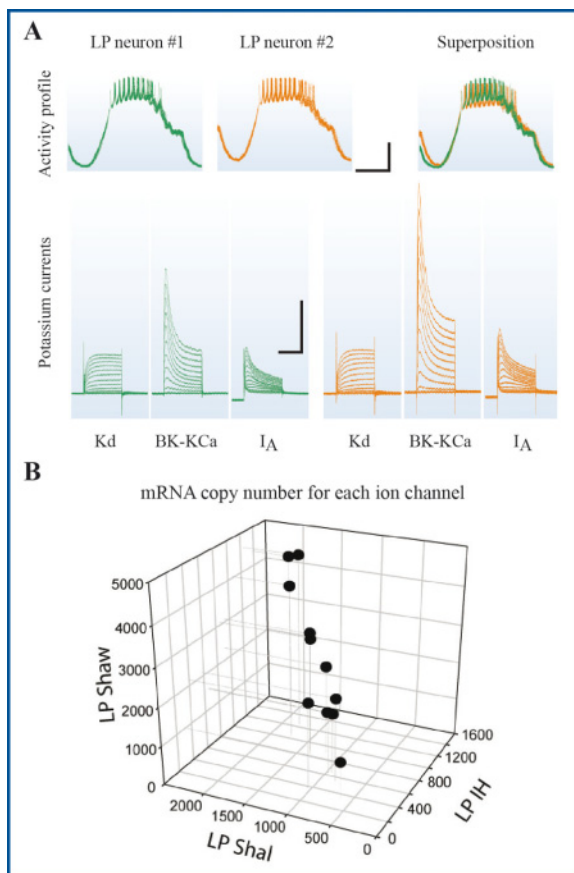 A
LP neuron #1 LP neuron #2 Superposition
Activity profile
Potassium currents
Kd BK-KCa IA Kd BK-KCa IA
B
mRNA copy number for each ion channel
5000
4000
3000
2000
1000
0
LP Shaw
2000
1500
1000
500
0
LP Shal
1600
1200
800
400
0
LP IH